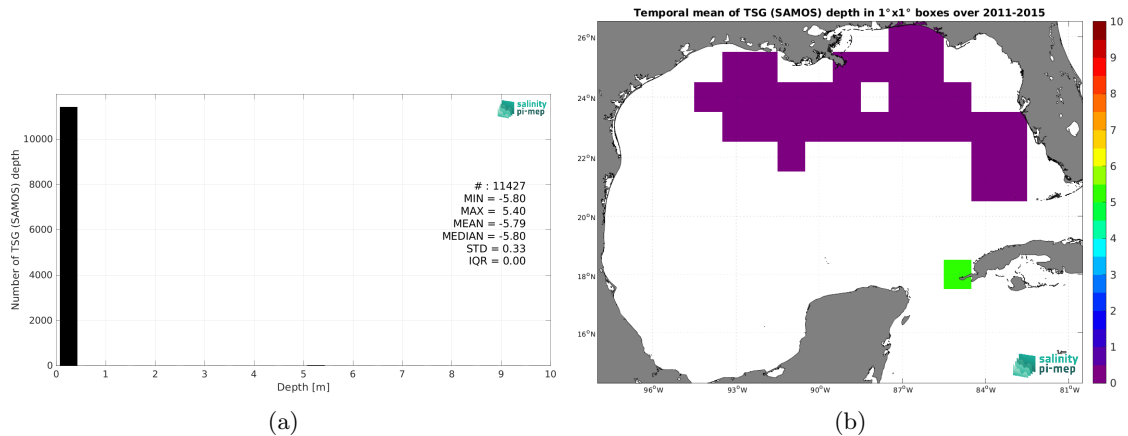 Temporal mean of TSG (SAMOS) depth in 1°x1° boxes over 2011-2015
salinity
pi-mep
# : 11427
MIN = -5.80
MAX = 5.40
MEAN = -5.79
MEDIAN = -5.80
STD = 0.33
IQR = 0.00
Number of TSG (SAMOS) depth
10000
8000
6000
4000
2000
0
0 1 2 3 4 5 6 7 8 9 10
Depth [m]
(a)
26°N
24°N
22°N
20°N
18°N
16°N
96°W 93°W 90°W 87°W 84°W 81°W
salinity
pi-mep
10
9
8
7
6
5
4
3
2
1
0
(b)